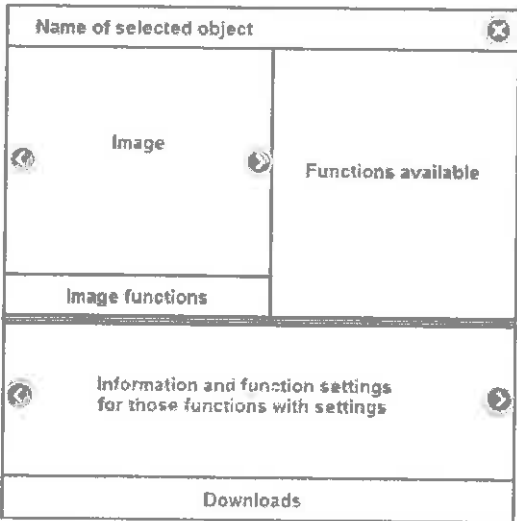 Name of selected object
Image
Functions available
Image functions
Information and function settings
for those functions with settings
Downloads